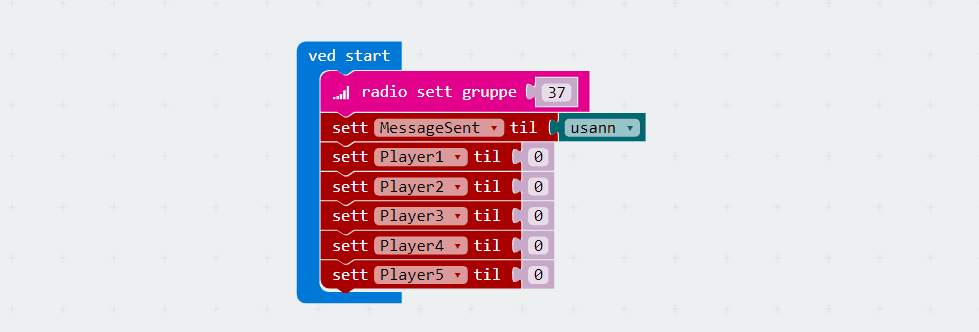 ved start
radio sett gruppe 37
sett MessageSent til usann
sett Player1 til 0
sett Player2 til 0
sett Player3 til 0
sett Player4 til 0
sett Player5 til 0